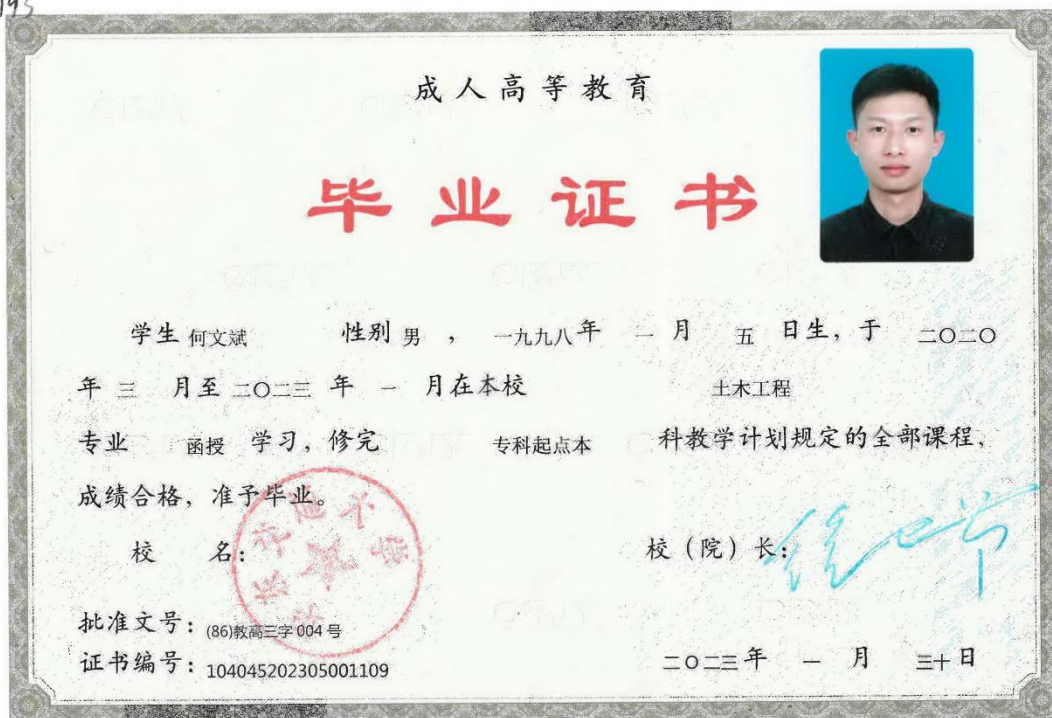 成人高等教育
毕业证书
学生 何文斌 性别 男 ， 一九九八年 一 月 五 日生，于 二〇二〇
年 三 月至 二〇二三 年 一 月在本校 土木工程
专业 函授 学习，修完 专科起点本 科教学计划规定的全部课程，
成绩合格，准予毕业。
校 名： 校（院）长：
批准文号：(86)教高三字 004 号
证书编号：104045202305001109
二〇二三年 一 月 三十日